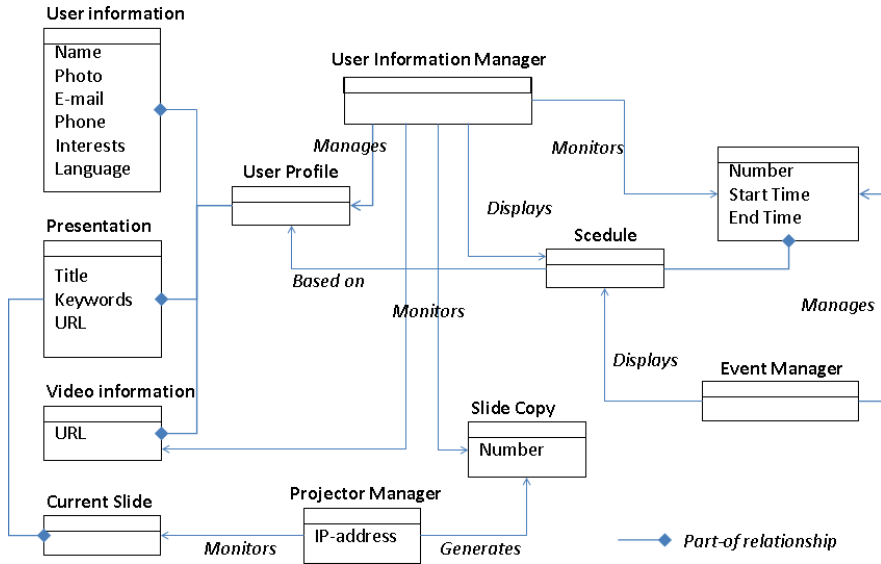 User information
Name
Photo
E-mail
Phone
Interests
Language
User Information Manager
Manages
Monitors
User Profile
Number
Start Time
End Time
Displays
Presentation
Title
Keywords
URL
Scedule
Based on
Monitors
Manages
Displays
Event Manager
Video information
URL
Slide Copy
Number
Current Slide
Projector Manager
IP-address
Monitors
Generates
Part-of relationship